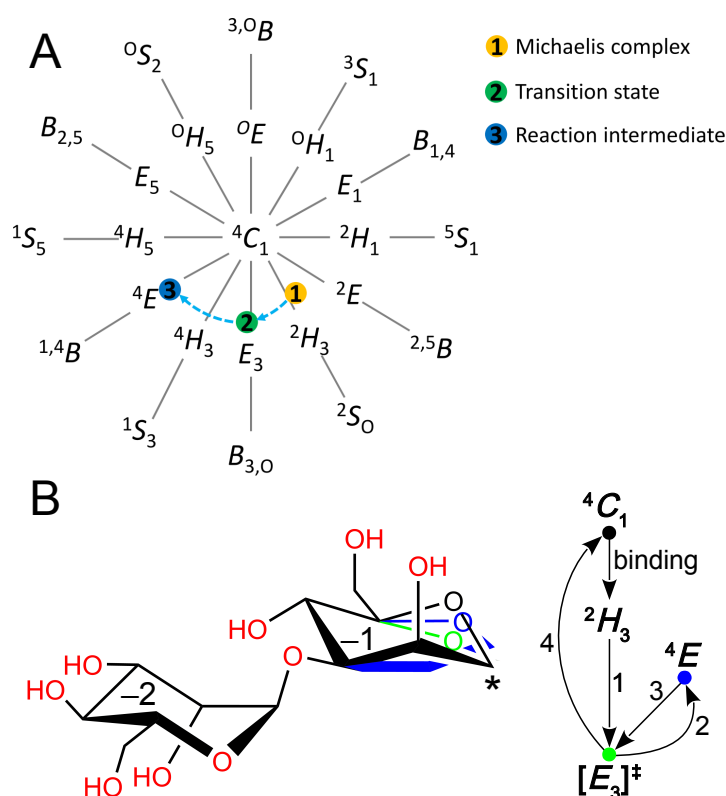 A
³,ᴼB
1 Michaelis complex
ᴼS₂
³S₁
2 Transition state
B₂,₅
ᴼH₅
ᴼE
ᴼH₁
B₁,₄
3 Reaction intermediate
E₅
E₁
¹S₅
⁴H₅
⁴C₁
²H₁
⁵S₁
⁴E
3
2
1
²E
¹,⁴B
⁴H₃
E₃
²H₃
²,⁵B
¹S₃
B₃,O
²Sₒ
B
⁴C₁
OH
OH
binding
O
HO
–1
O
²H₃
O
HO
O
4
⁴E
HO
–2
*
1
3
2
O
HO
HO
[E₃]‡